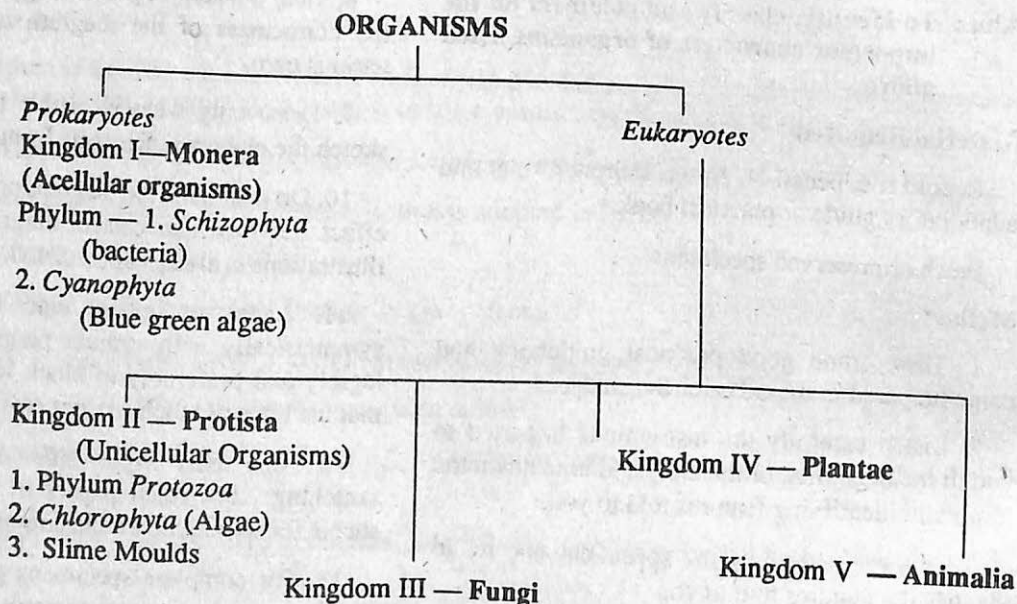 ORGANISMS
Prokaryotes
Kingdom I—Monera
(Acellular organisms)
Phylum — 1. Schizophyta
(bacteria)
2. Cyanophyta
(Blue green algae)
Eukaryotes
Kingdom II — Protista
(Unicellular Organisms)
1. Phylum Protozoa
2. Chlorophyta (Algae)
3. Slime Moulds
Kingdom III — Fungi
Kingdom IV — Plantae
Kingdom V — Animalia